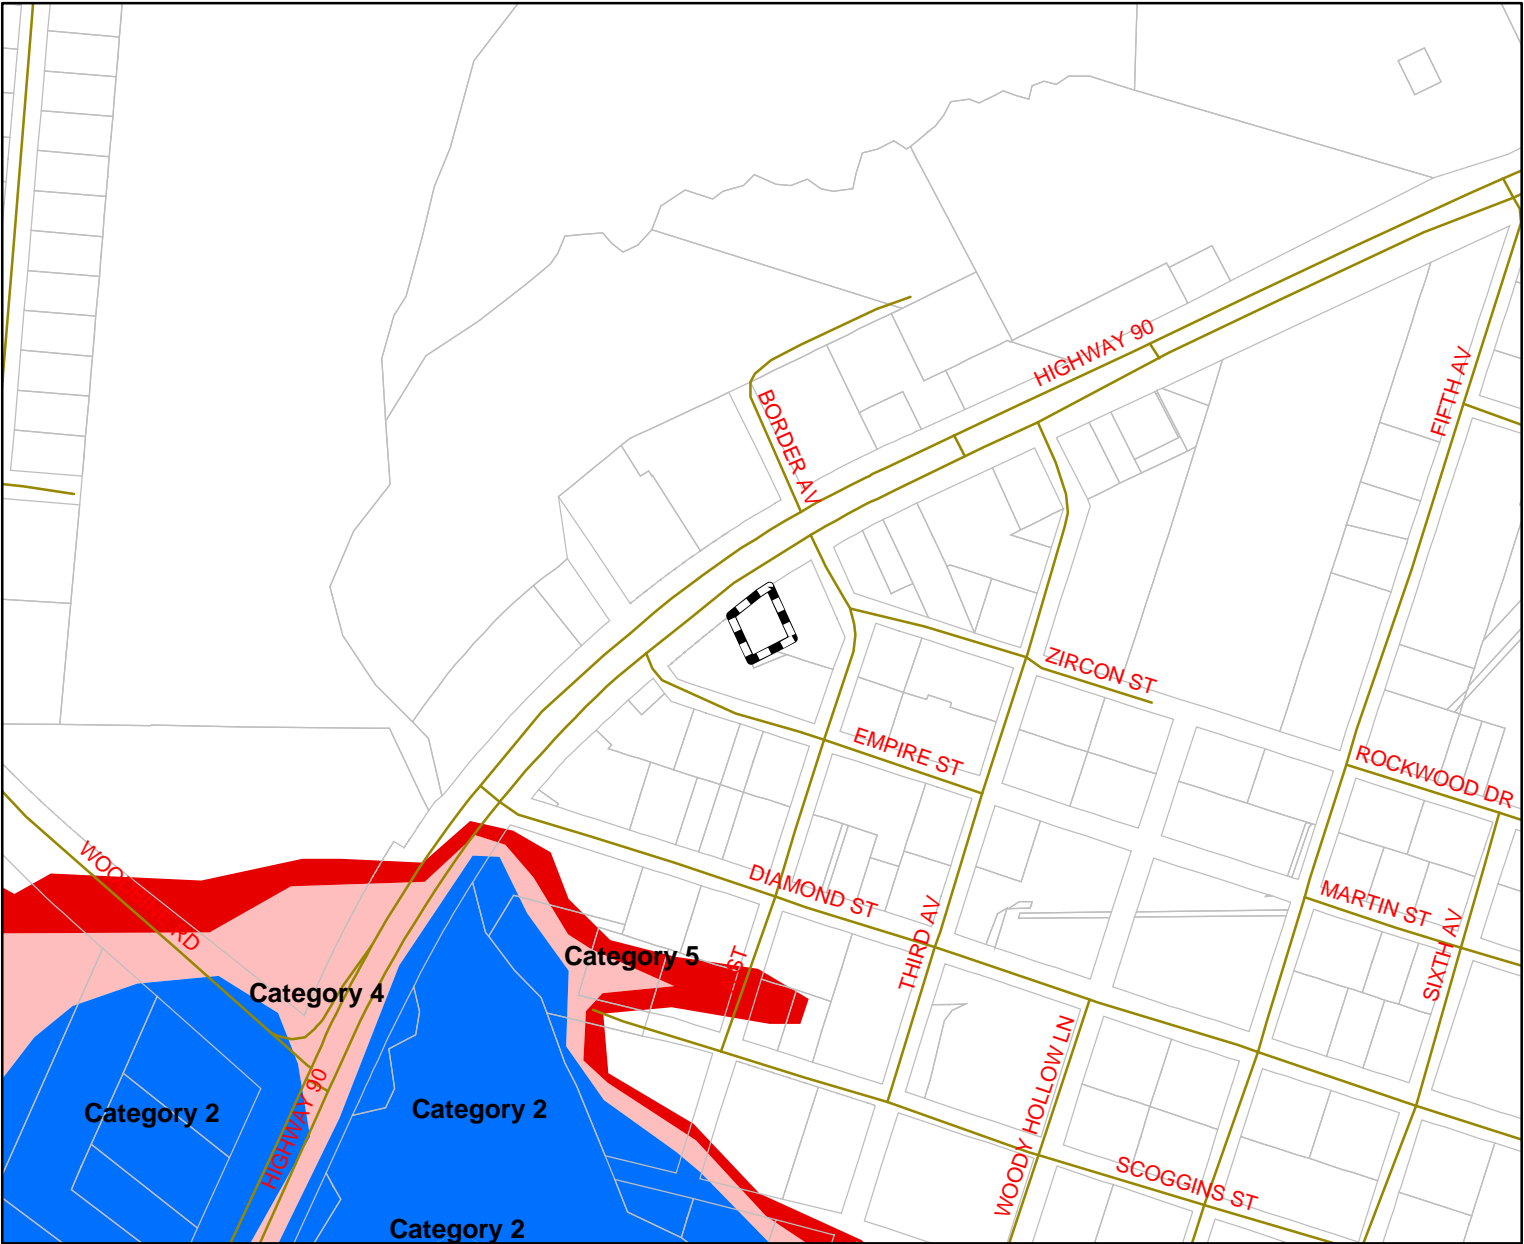 HIGHWAY 90
FIFTH AV
BORDER AV
ZIRCON ST
EMPIRE ST
ROCKWOOD DR
WOODBINE RD
DIAMOND ST
MARTIN ST
THIRD AV
SIXTH AV
Category 5
ST
Category 4
WOODY HOLLOW LN
HIGHWAY 90
Category 2
Category 2
SCOGGINS ST
Category 2